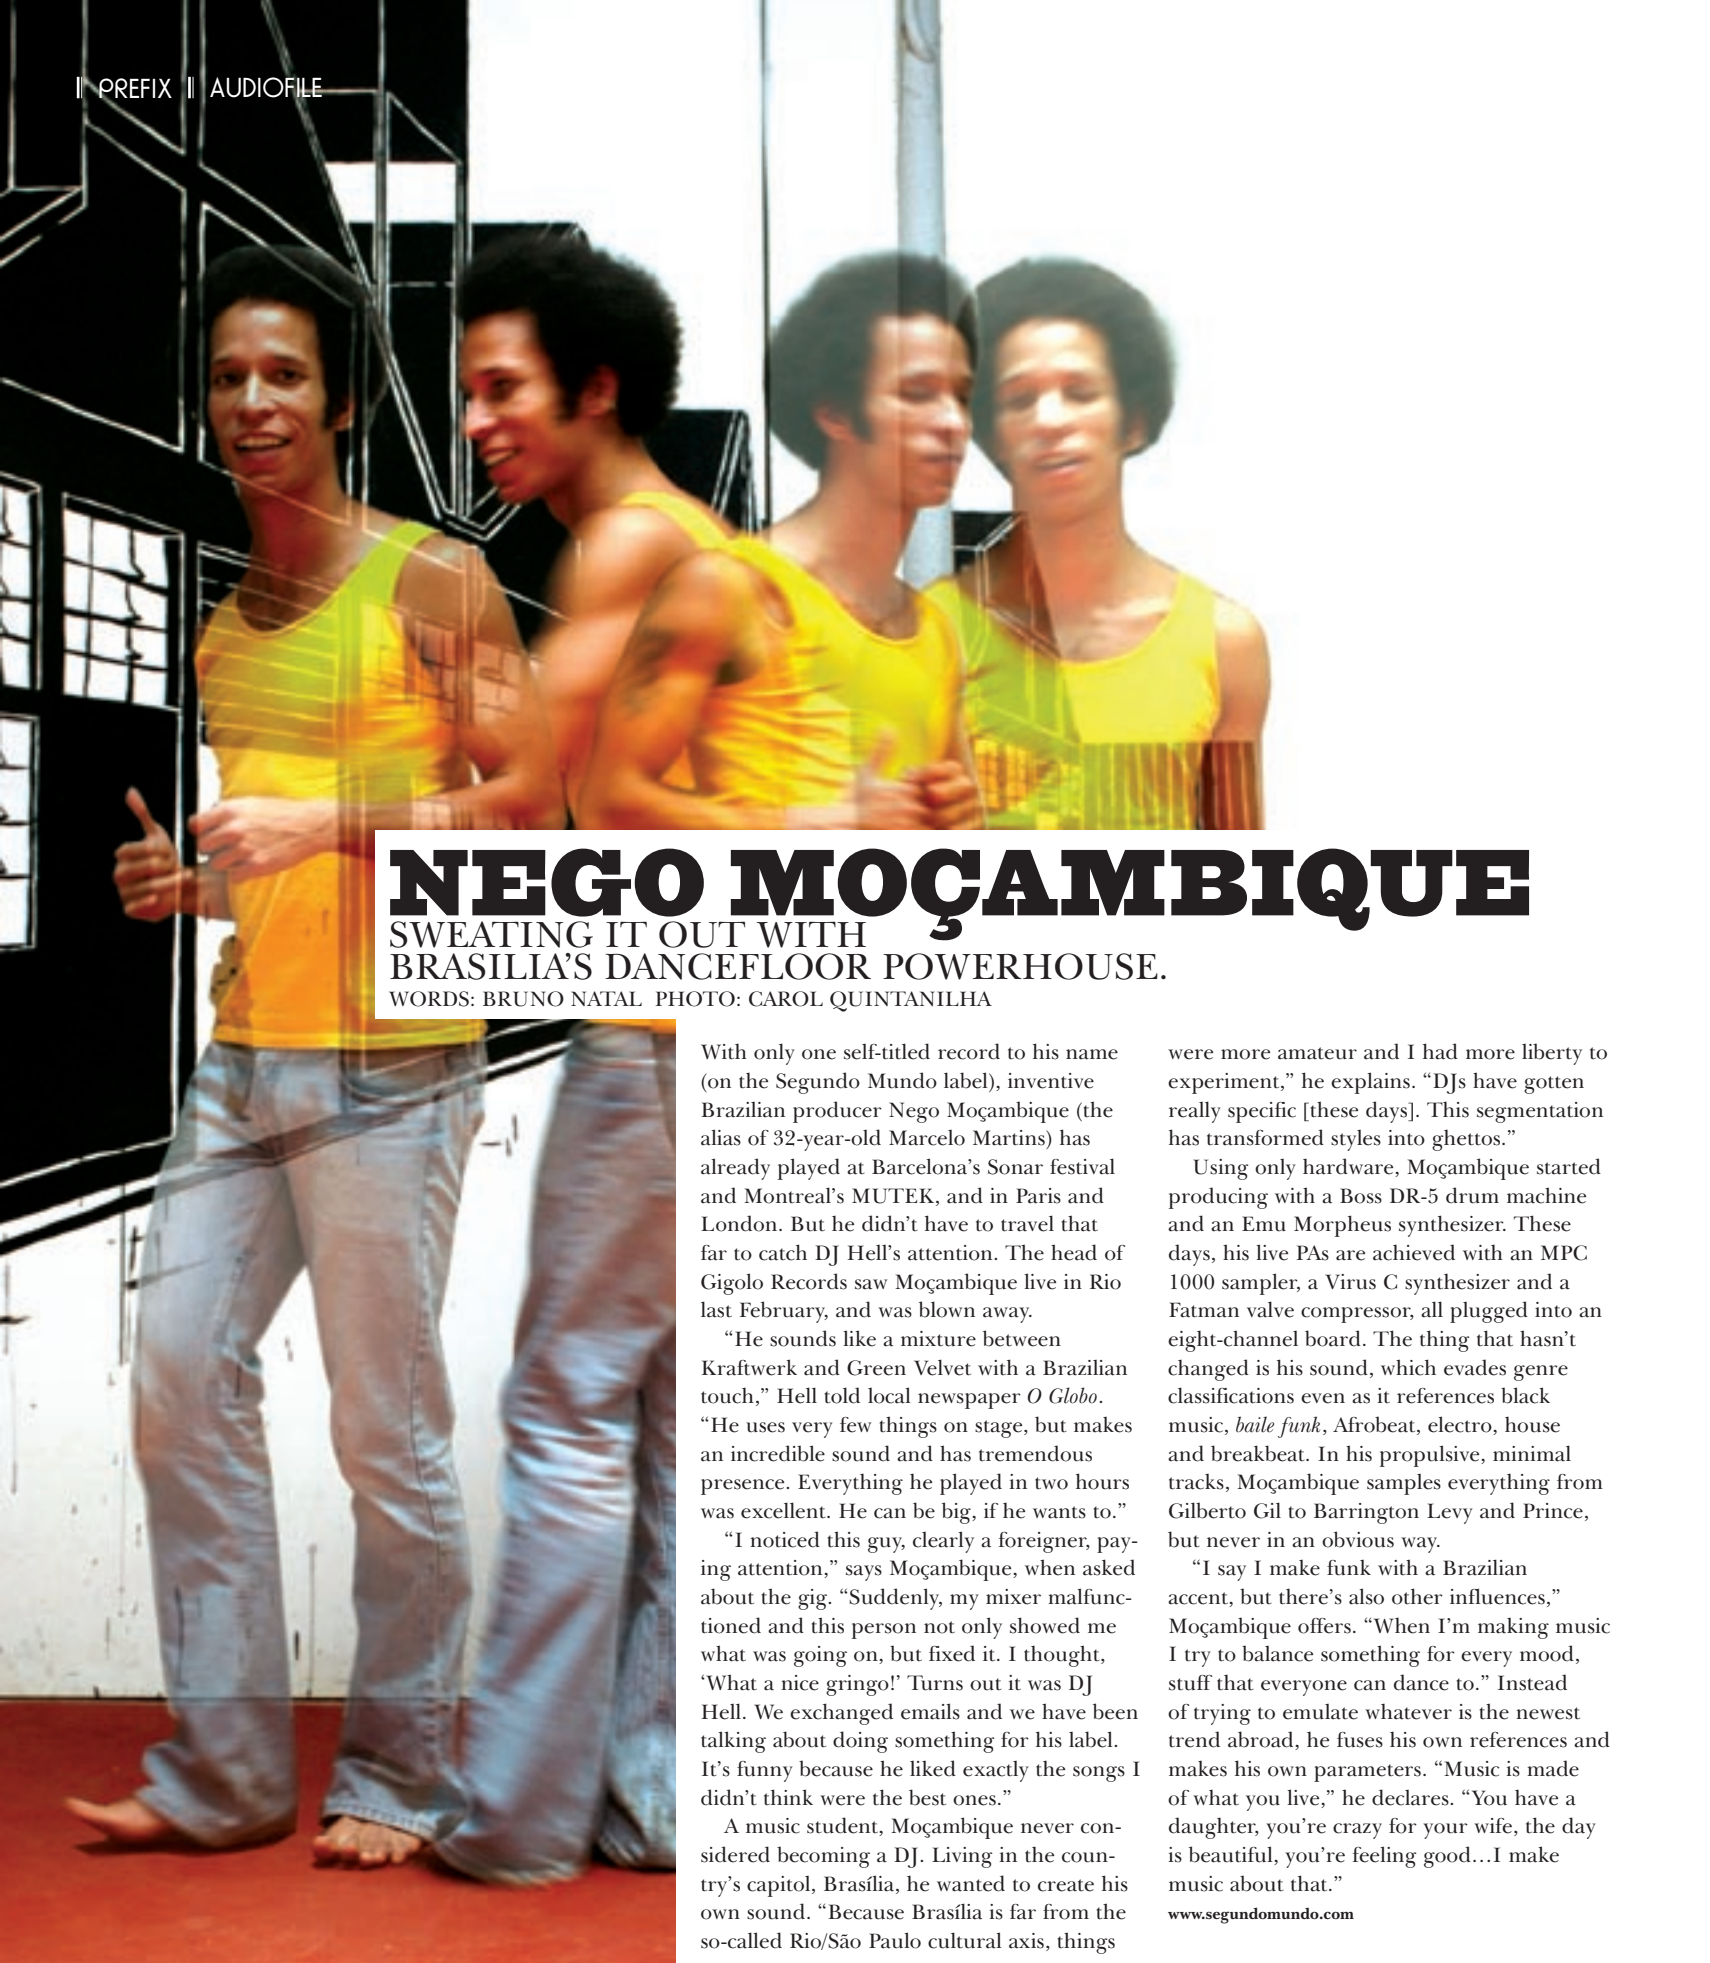 PREFIX AUDIOFILE
NEGO MOÇAMBIQUE
SWEATING IT OUT WITH
BRASILIA'S DANCEFLOOR POWERHOUSE.
WORDS: BRUNO NATAL PHOTO: CAROL QUINTANILHA
With only one self-titled record to his name
(on the Segundo Mundo label), inventive
Brazilian producer Nego Moçambique (the
alias of 32-year-old Marcelo Martins) has
already played at Barcelona's Sonar festival
and Montreal's MUTEK, and in Paris and
London. But he didn't have to travel that
far to catch DJ Hell's attention. The head of
Gigolo Records saw Moçambique live in Rio
last February, and was blown away.
“He sounds like a mixture between
Kraftwerk and Green Velvet with a Brazilian
touch,” Hell told local newspaper O Globo.
“He uses very few things on stage, but makes
an incredible sound and has tremendous
presence. Everything he played in two hours
was excellent. He can be big, if he wants to.”
“I noticed this guy, clearly a foreigner, pay-
ing attention,” says Moçambique, when asked
about the gig. “Suddenly, my mixer malfunc-
tioned and this person not only showed me
what was going on, but fixed it. I thought,
‘What a nice gringo!’ Turns out it was DJ
Hell. We exchanged emails and we have been
talking about doing something for his label.
It's funny because he liked exactly the songs I
didn't think were the best ones.”
A music student, Moçambique never con-
sidered becoming a DJ. Living in the coun-
try's capitol, Brasília, he wanted to create his
own sound. “Because Brasília is far from the
so-called Rio/São Paulo cultural axis, things
were more amateur and I had more liberty to
experiment,” he explains. “DJs have gotten
really specific [these days]. This segmentation
has transformed styles into ghettos.”
Using only hardware, Moçambique started
producing with a Boss DR-5 drum machine
and an Emu Morpheus synthesizer. These
days, his live PAs are achieved with an MPC
1000 sampler, a Virus C synthesizer and a
Fatman valve compressor, all plugged into an
eight-channel board. The thing that hasn't
changed is his sound, which evades genre
classifications even as it references black
music, baile funk, Afrobeat, electro, house
and breakbeat. In his propulsive, minimal
tracks, Moçambique samples everything from
Gilberto Gil to Barrington Levy and Prince,
but never in an obvious way.
“I say I make funk with a Brazilian
accent, but there's also other influences,”
Moçambique offers. “When I'm making music
I try to balance something for every mood,
stuff that everyone can dance to.” Instead
of trying to emulate whatever is the newest
trend abroad, he fuses his own references and
makes his own parameters. “Music is made
of what you live,” he declares. “You have a
daughter, you're crazy for your wife, the day
is beautiful, you're feeling good…I make
music about that.”
www.segundomundo.com